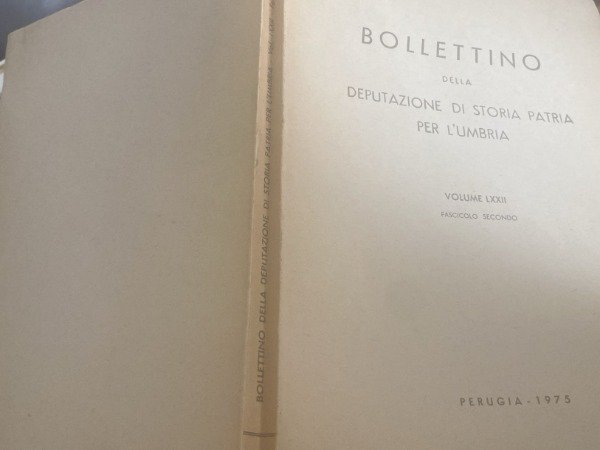 BOLLETTINO
DELLA
DEPUTAZIONE DI STORIA PATRIA
PER L'UMBRIA
VOLUME LXXII
FASCICOLO SECONDO
PERUGIA - 1975
BOLLETTINO DELLA DEPUTAZIONE DI STORIA PATRIA PER L'UMBRIA